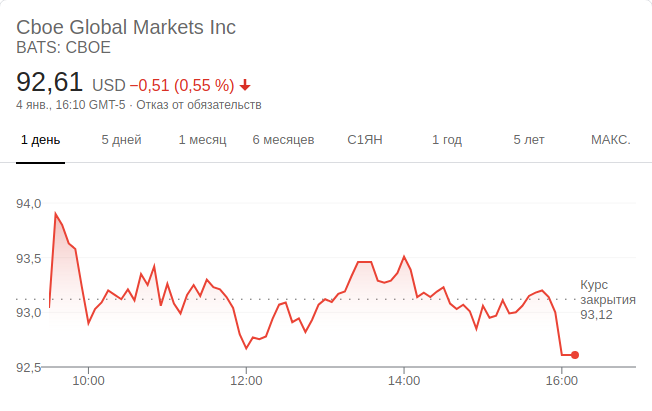 Cboe Global Markets Inc
BATS: CBOE
92,61 USD −0,51 (0,55 %)
4 янв., 16:10 GMT-5 · Отказ от обязательств
1 день 5 дней 1 месяц 6 месяцев С1ЯН 1 год 5 лет МАКС.
94,0
93,5
Курс
закрытия
93,12
93,0
92,5
10:00 12:00 14:00 16:00